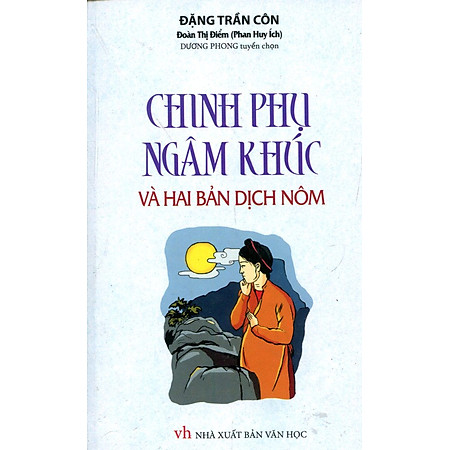 ĐẶNG TRẦN CÔN
Đoàn Thị Điểm (Phan Huy Ích)
DƯƠNG PHONG tuyển chọn
CHINH PHỤ
NGÂM KHÚC
VÀ HAI BẢN DỊCH NÔM
vh NHÀ XUẤT BẢN VĂN HỌC